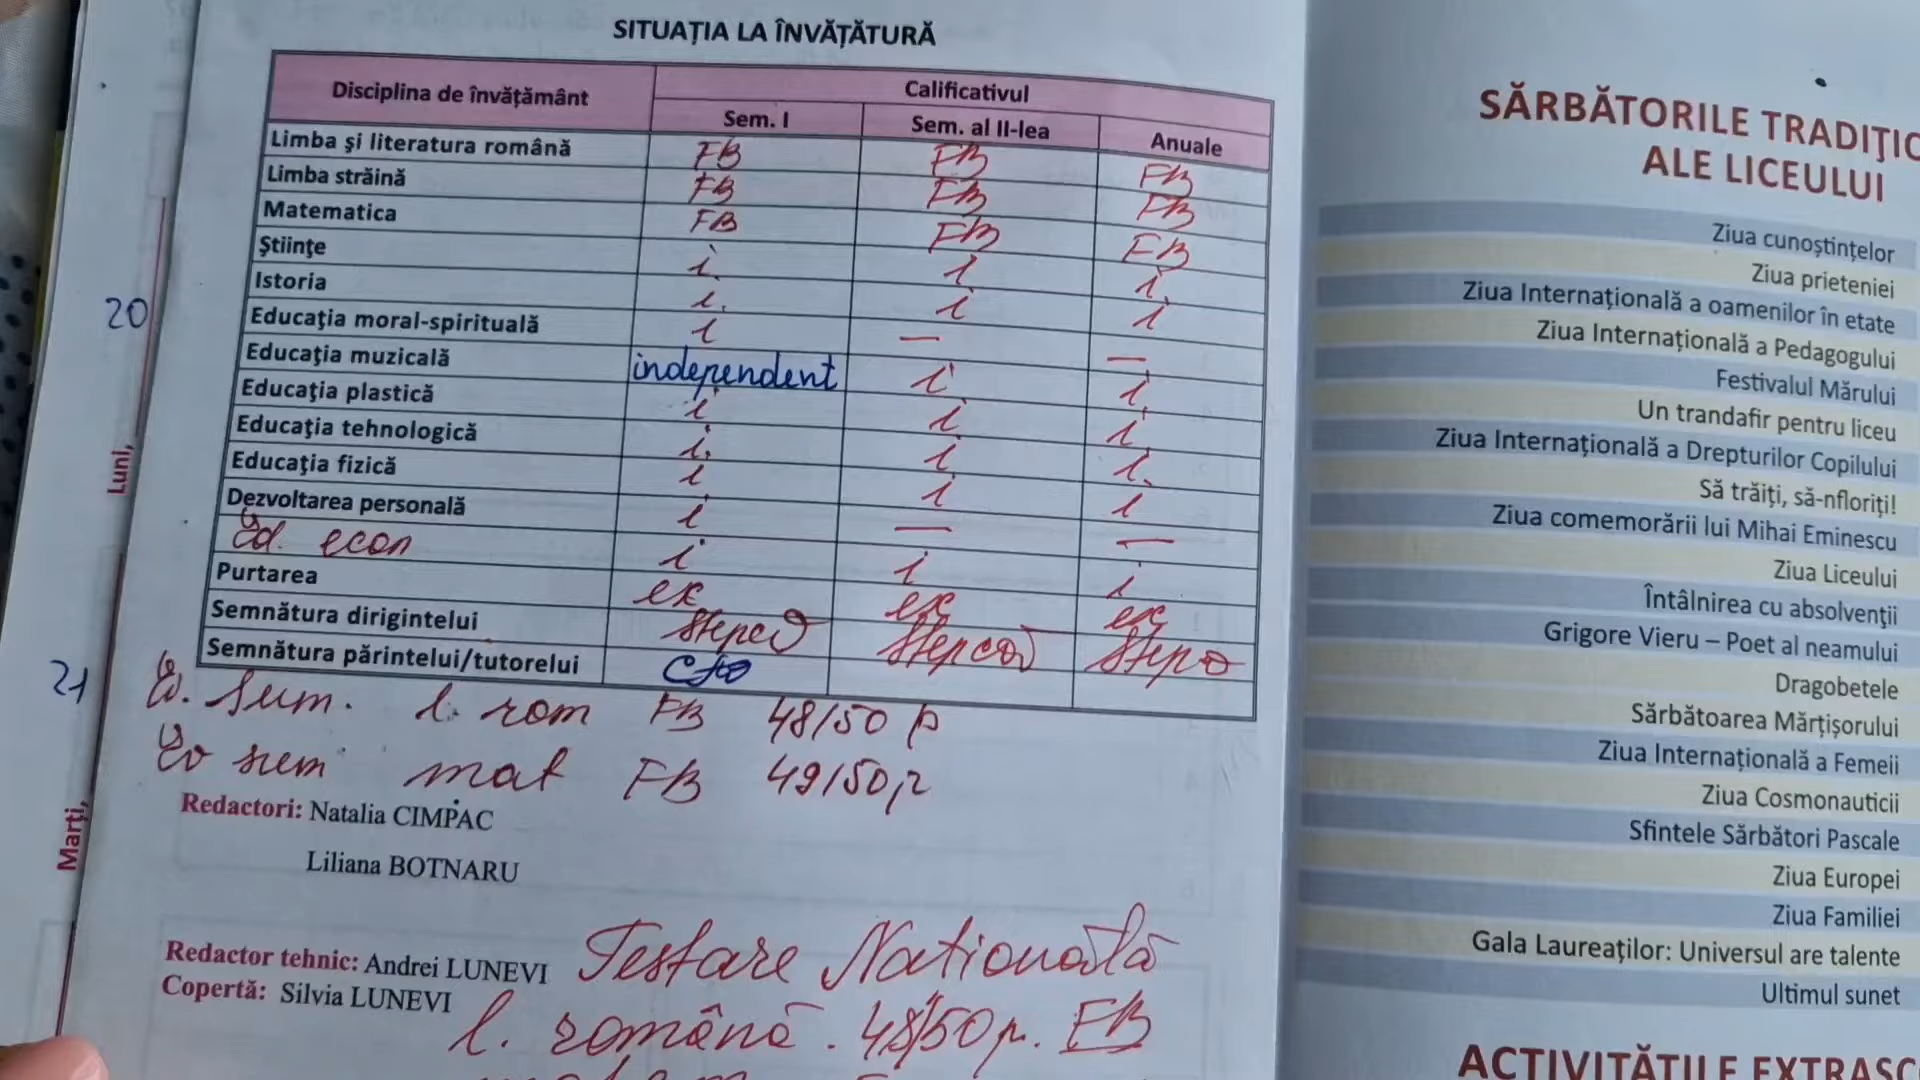 SITUAȚIA LA ÎNVĂȚĂTURĂ
Disciplina de învățământ Calificativul
Sem. I Sem. al II-lea Anuale
Limba și literatura română FB FB FB
Limba străină FB FB FB
Matematica FB FB FB
Științe i i i
Istoria i i i
Educația moral-spirituală i — —
Educația muzicală independent i i
Educația plastică i i i
Educația tehnologică i i i
Educația fizică i i i
Dezvoltarea personală i — —
Ed. econ i i i
Purtarea ex ex ex
Semnătura dirigintelui
Semnătura părintelui/tutorelui
Ev. sum. l. rom FB 48/50 p
Ev sum mat FB 49/50 p
Redactori: Natalia CIMPAC
Liliana BOTNARU
Redactor tehnic: Andrei LUNEVI
Copertă: Silvia LUNEVI
Testare Națională
l. română. 48/50 p. FB
20
Luni,
21
Marți,
SĂRBĂTORILE TRADIȚIO
ALE LICEULUI
Ziua cunoștințelor
Ziua prieteniei
Ziua Internațională a oamenilor în etate
Ziua Internațională a Pedagogului
Festivalul Mărului
Un trandafir pentru liceu
Ziua Internațională a Drepturilor Copilului
Să trăiți, să-nfloriți!
Ziua comemorării lui Mihai Eminescu
Ziua Liceului
Întâlnirea cu absolvenții
Grigore Vieru – Poet al neamului
Dragobetele
Sărbătoarea Mărțișorului
Ziua Internațională a Femeii
Ziua Cosmonauticii
Sfintele Sărbători Pascale
Ziua Europei
Ziua Familiei
Gala Laureaților: Universul are talente
Ultimul sunet
ACTIVITĂȚILE EXTRASC